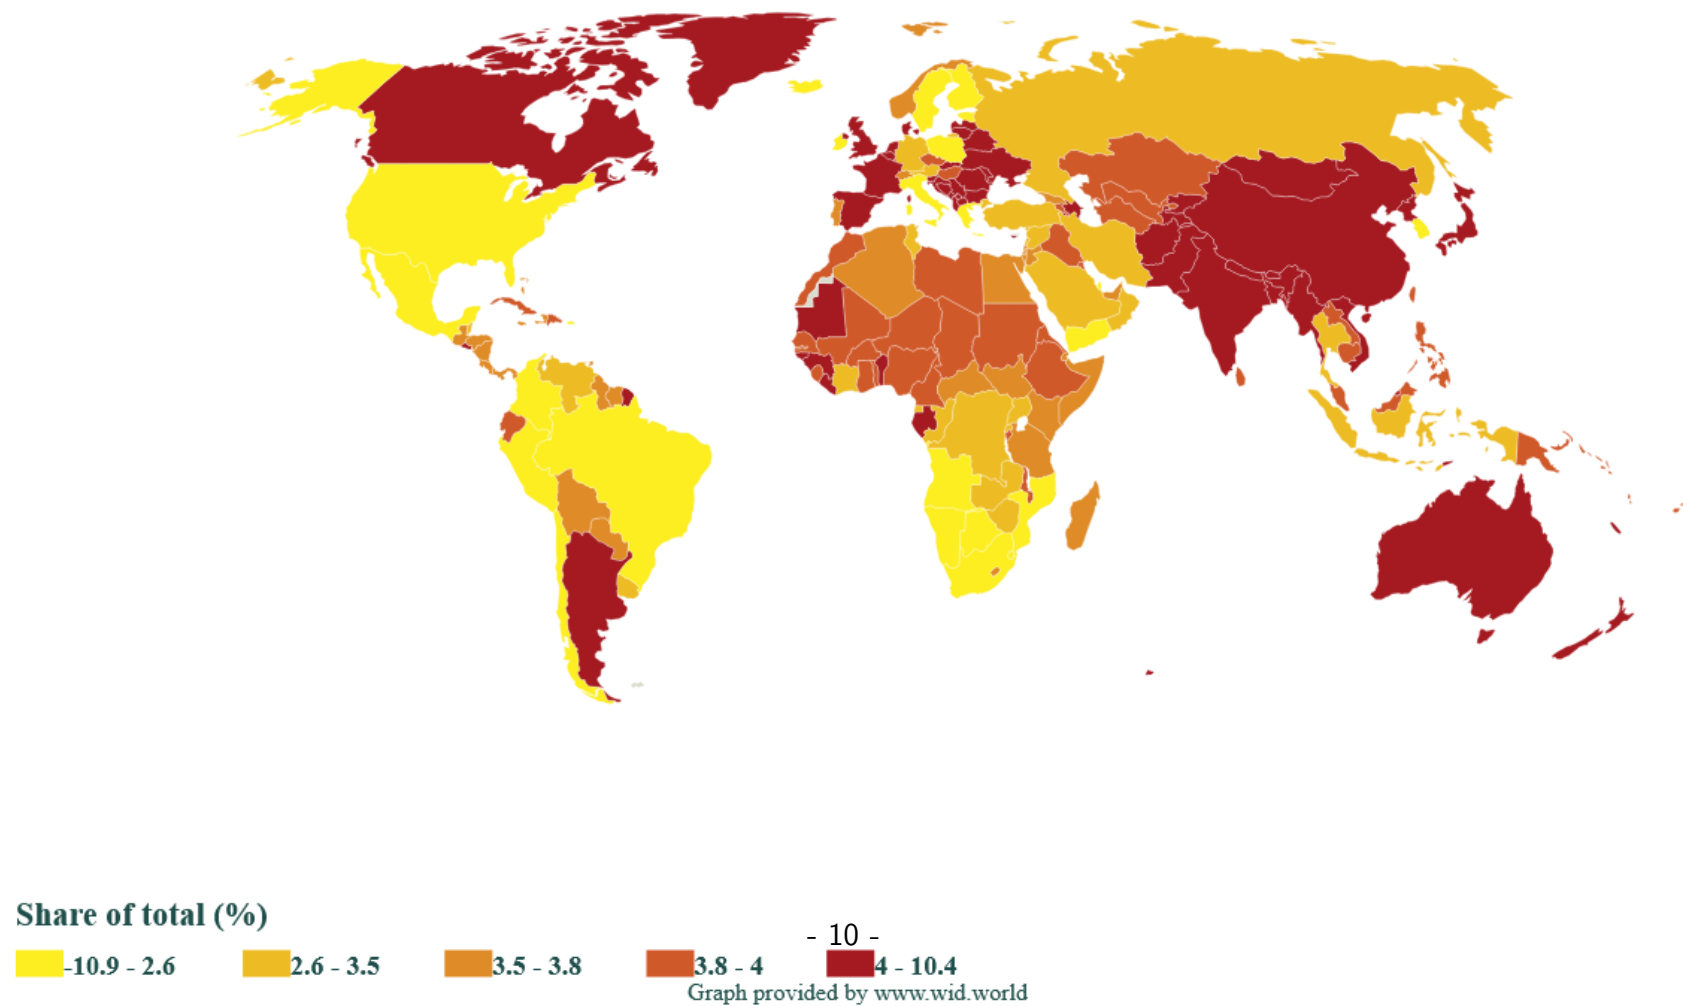 Share of total (%)
- 10 -
-10.9 - 2.6
2.6 - 3.5
3.5 - 3.8
3.8 - 4
4 - 10.4
Graph provided by www.wid.world